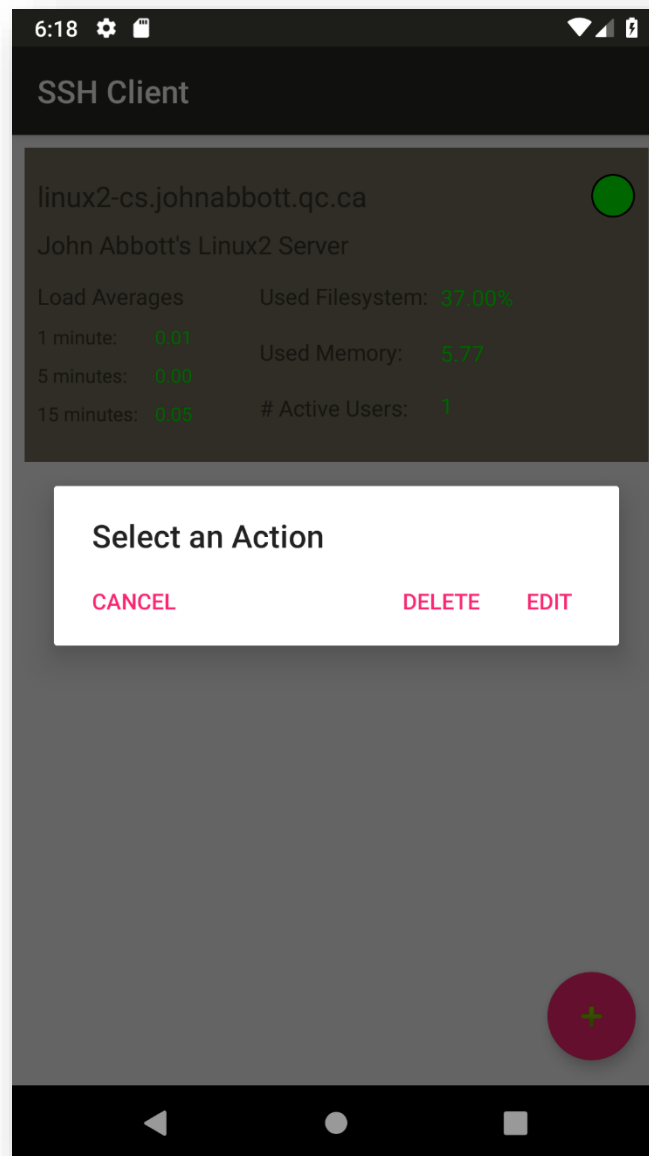 6:18
SSH Client
linux2-cs.johnabbott.qc.ca
John Abbott's Linux2 Server
Load Averages
1 minute: 0.01
5 minutes: 0.00
15 minutes: 0.05
Used Filesystem: 37.00%
Used Memory: 5.77
# Active Users: 1
Select an Action
CANCEL DELETE EDIT
+